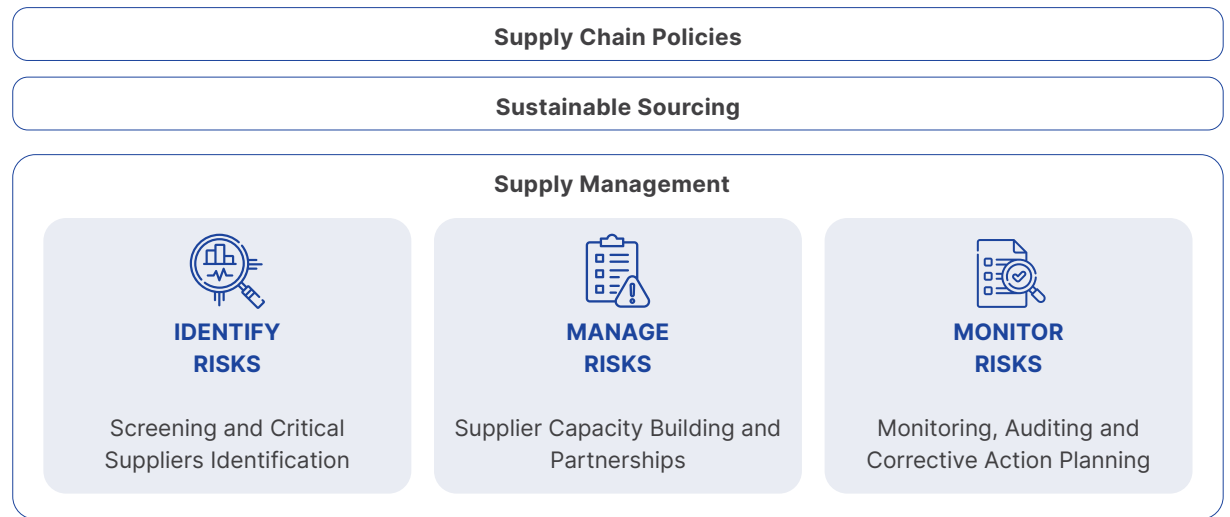 Supply Chain Policies
Sustainable Sourcing
Supply Management
IDENTIFY
RISKS
Screening and Critical
Suppliers Identification
MANAGE
RISKS
Supplier Capacity Building and
Partnerships
MONITOR
RISKS
Monitoring, Auditing and
Corrective Action Planning